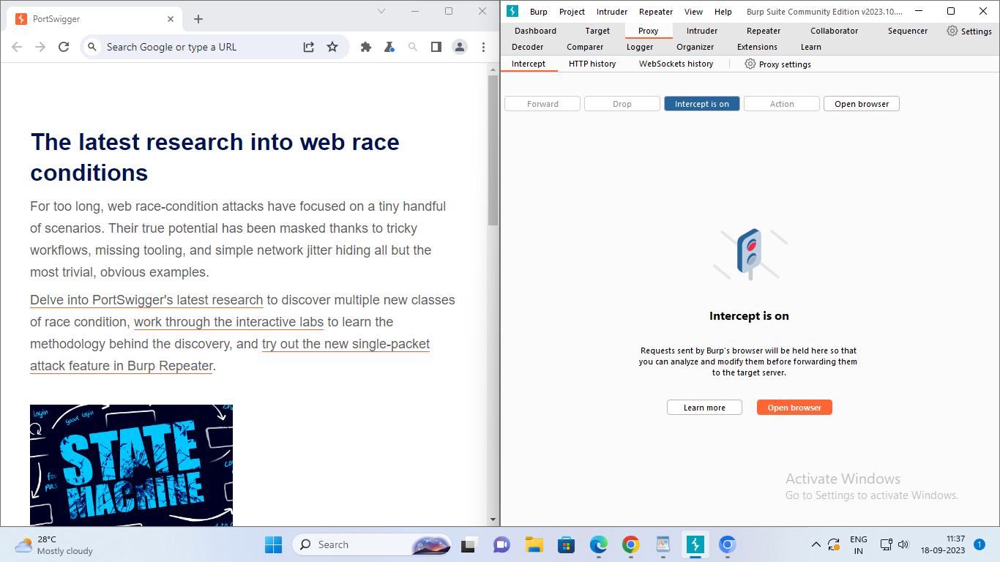 PortSwigger
Search Google or type a URL
The latest research into web race
conditions
For too long, web race-condition attacks have focused on a tiny handful
of scenarios. Their true potential has been masked thanks to tricky
workflows, missing tooling, and simple network jitter hiding all but the
most trivial, obvious examples.
Delve into PortSwigger's latest research to discover multiple new classes
of race condition, work through the interactive labs to learn the
methodology behind the discovery, and try out the new single-packet
attack feature in Burp Repeater.
login
good login
STATE
MACHINE
Burp Project Intruder Repeater View Help Burp Suite Community Edition v2023.10....
Dashboard Target Proxy Intruder Repeater Collaborator Sequencer Settings
Decoder Comparer Logger Organizer Extensions Learn
Intercept HTTP history WebSockets history Proxy settings
Forward Drop Intercept is on Action Open browser
Intercept is on
Requests sent by Burp's browser will be held here so that
you can analyze and modify them before forwarding them
to the target server.
Learn more Open browser
Activate Windows
Go to Settings to activate Windows.
28°C
Mostly cloudy
Search
ENG
IN
11:37
18-09-2023
1